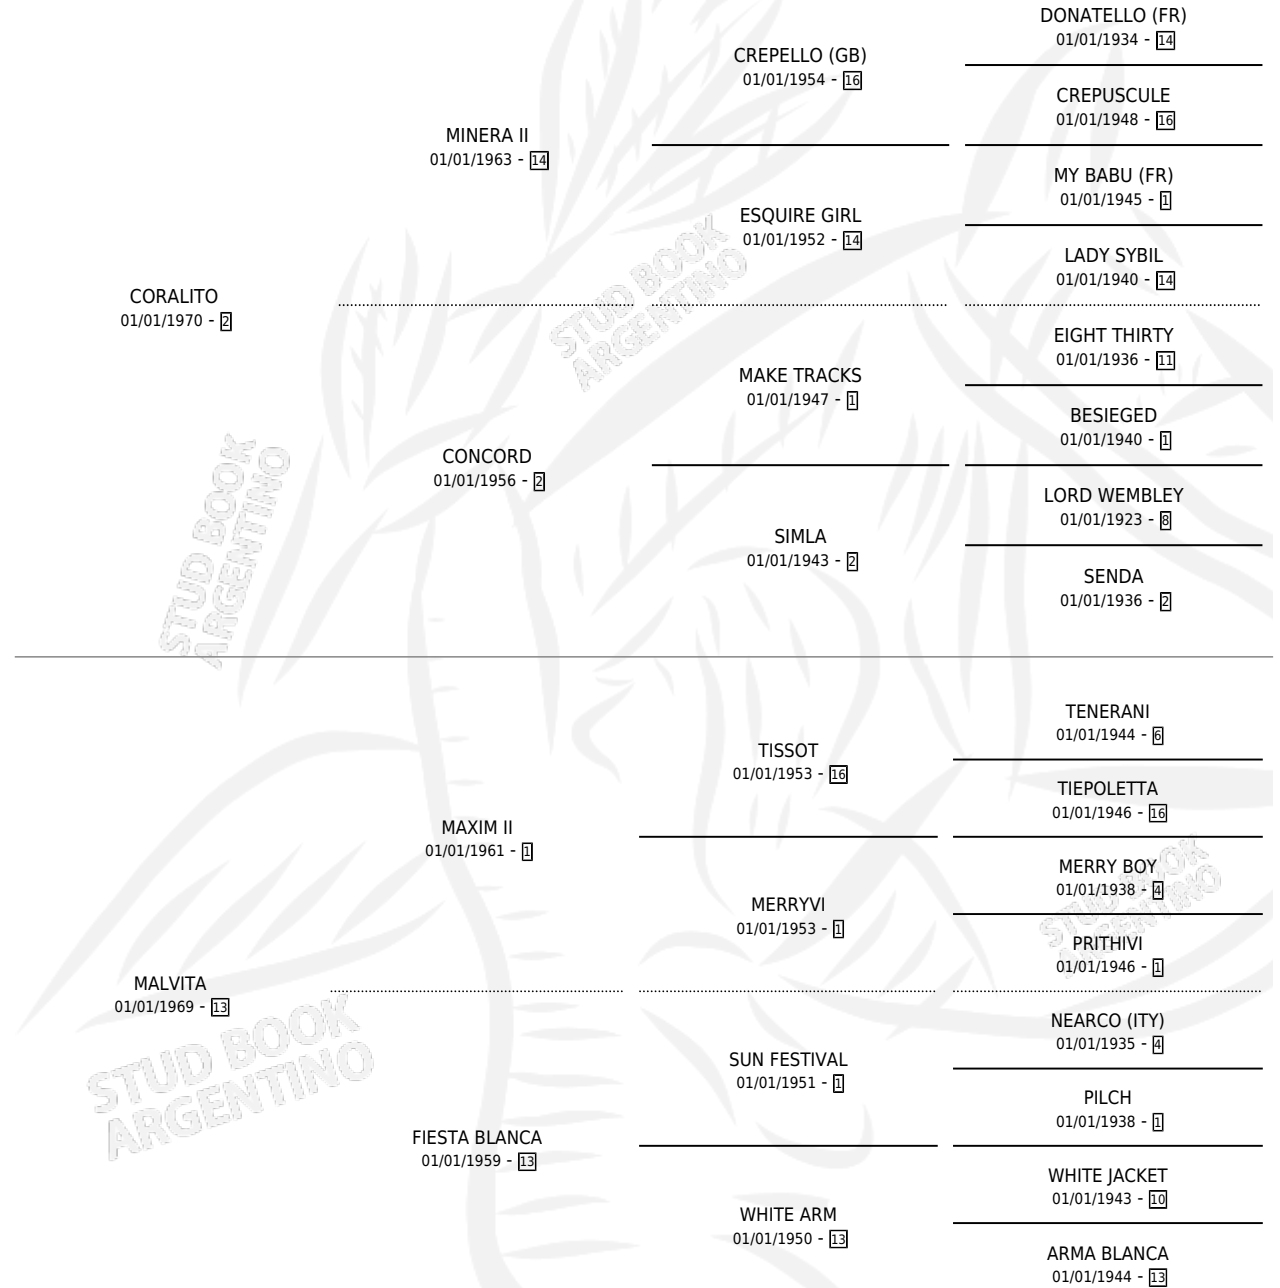 DONATELLO (FR)
01/01/1934 - 14
CREPELLO (GB)
01/01/1954 - 16
CREPUSCULE
01/01/1948 - 16
MINERA II
01/01/1963 - 14
MY BABU (FR)
01/01/1945 - 1
ESQUIRE GIRL
01/01/1952 - 14
LADY SYBIL
01/01/1940 - 14
CORALITO
01/01/1970 - 2
STUD BOOK
ARGENTINO
EIGHT THIRTY
01/01/1936 - 11
MAKE TRACKS
01/01/1947 - 1
BESIEGED
01/01/1940 - 1
CONCORD
01/01/1956 - 2
LORD WEMBLEY
01/01/1923 - 8
SIMLA
01/01/1943 - 2
SENDA
01/01/1936 - 2
STUD BOOK
ARGENTINO
TENERANI
01/01/1944 - 6
TISSOT
01/01/1953 - 16
TIEPOLETTA
01/01/1946 - 16
MAXIM II
01/01/1961 - 1
MERRY BOY
01/01/1938 - 4
MERRYVI
01/01/1953 - 1
STUD BOOK
ARGENTINO
PRITHIVI
01/01/1946 - 1
MALVITA
01/01/1969 - 13
NEARCO (ITY)
01/01/1935 - 4
SUN FESTIVAL
01/01/1951 - 1
STUD BOOK
ARGENTINO
PILCH
01/01/1938 - 1
FIESTA BLANCA
01/01/1959 - 13
WHITE JACKET
01/01/1943 - 10
WHITE ARM
01/01/1950 - 13
ARMA BLANCA
01/01/1944 - 13